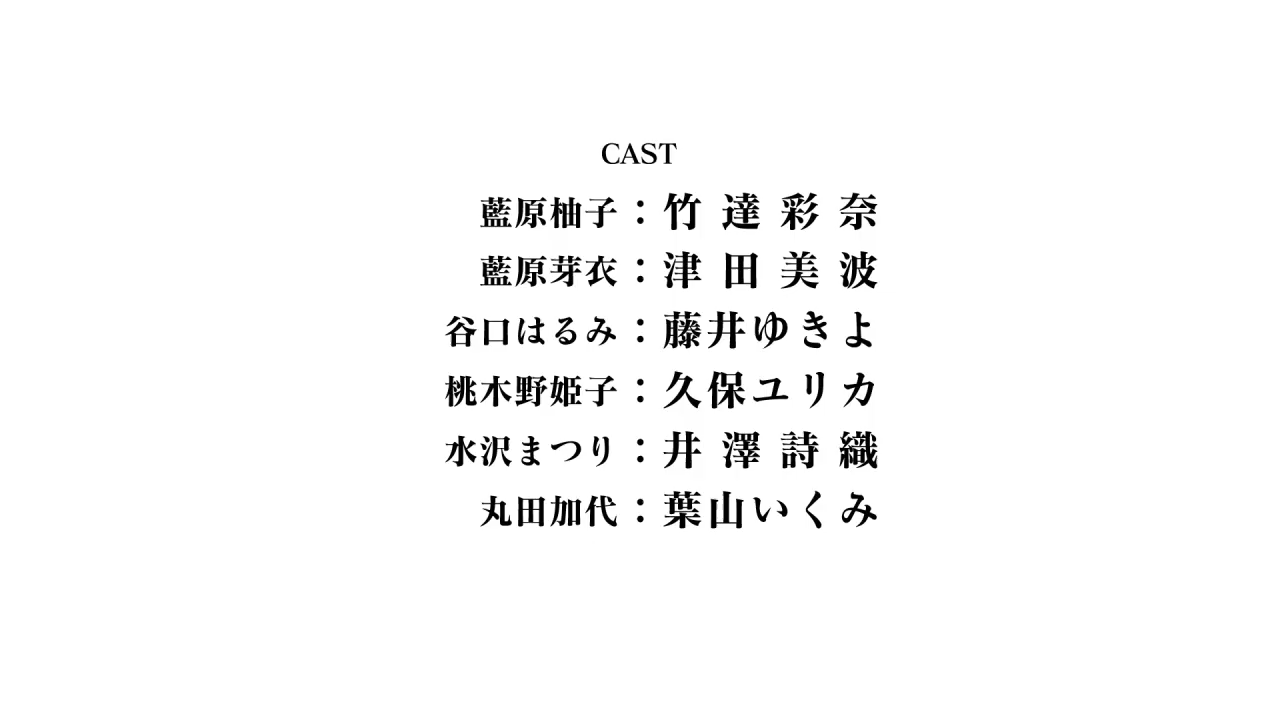 CAST
藍原柚子：竹達彩奈
藍原芽衣：津田美波
谷口はるみ：藤井ゆきよ
桃木野姫子：久保ユリカ
水沢まつり：井澤詩織
丸田加代：葉山いくみ